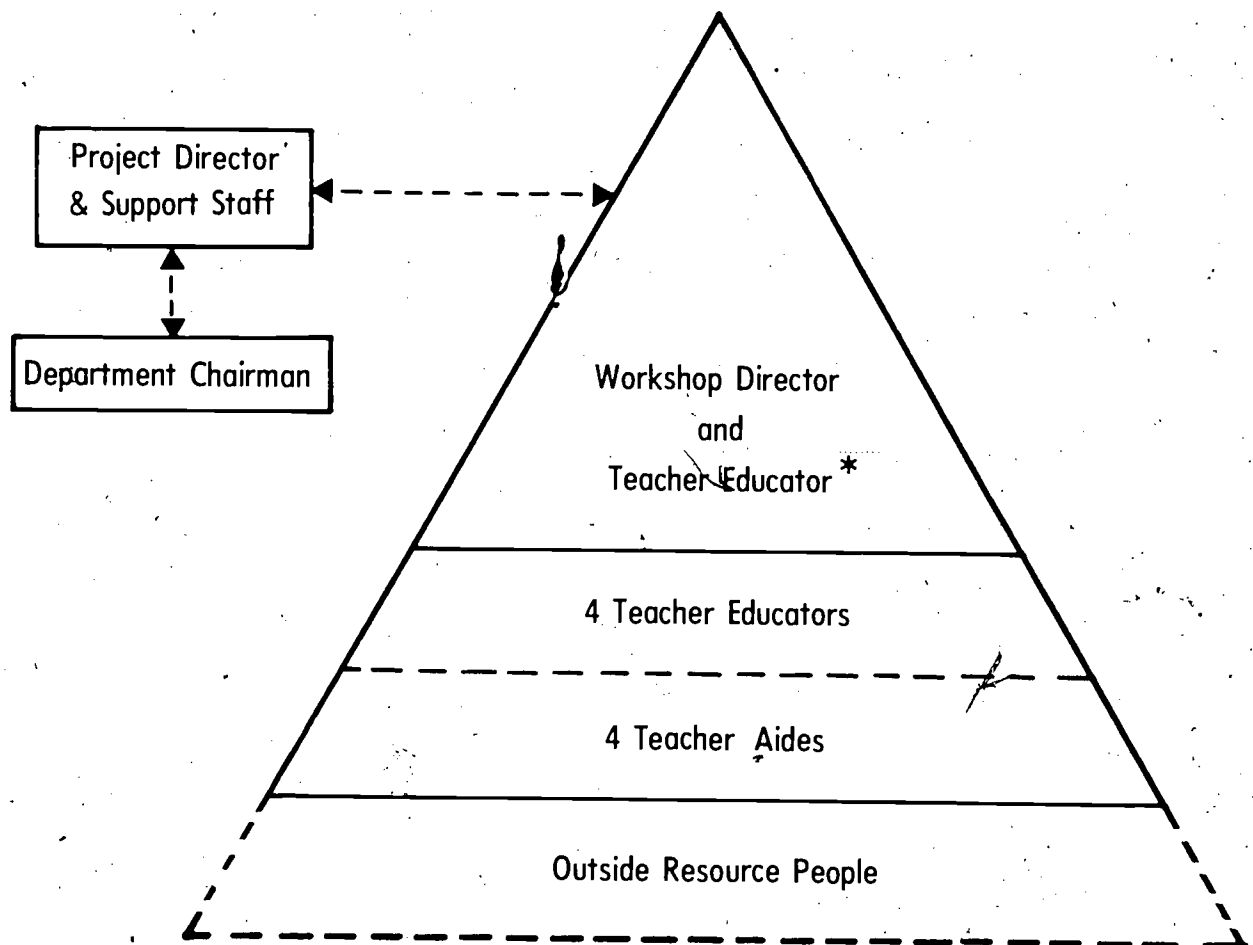 Project Director
& Support Staff
Department Chairman
Workshop Director
and
Teacher Educator*
4 Teacher Educators
4 Teacher Aides
Outside Resource People